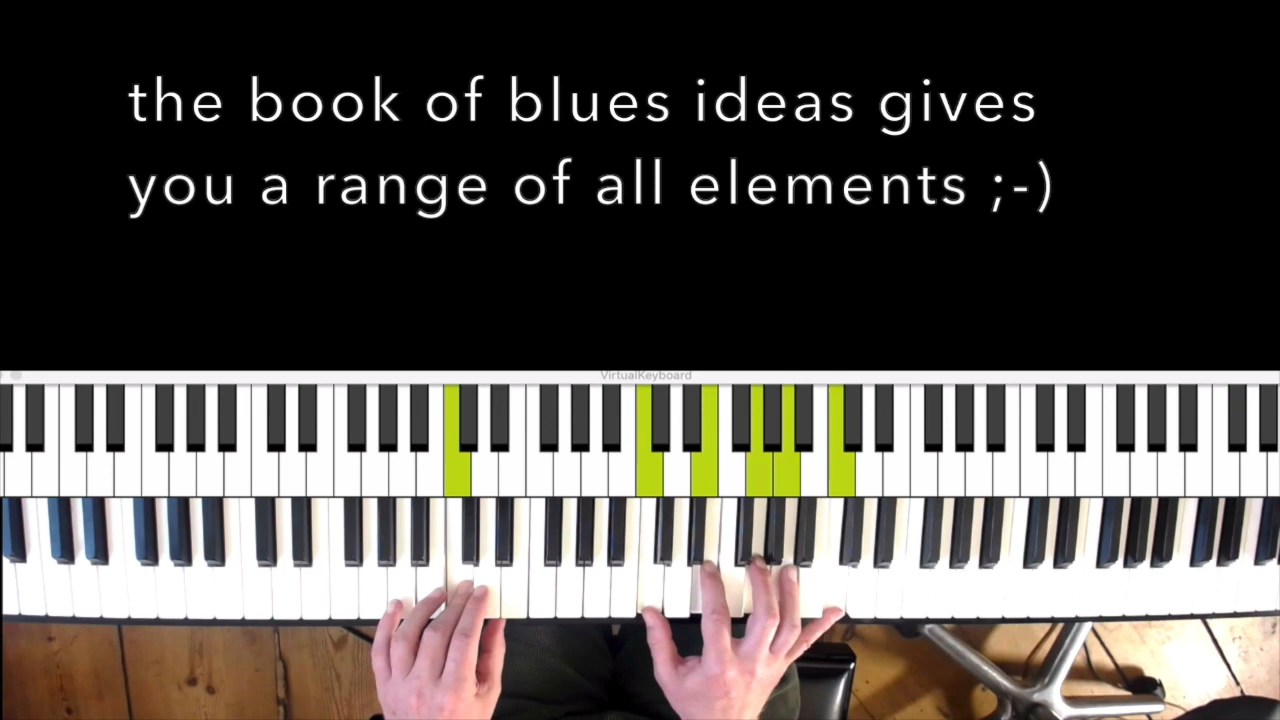 the book of blues ideas gives
you a range of all elements ;-)
VirtualKeyboard